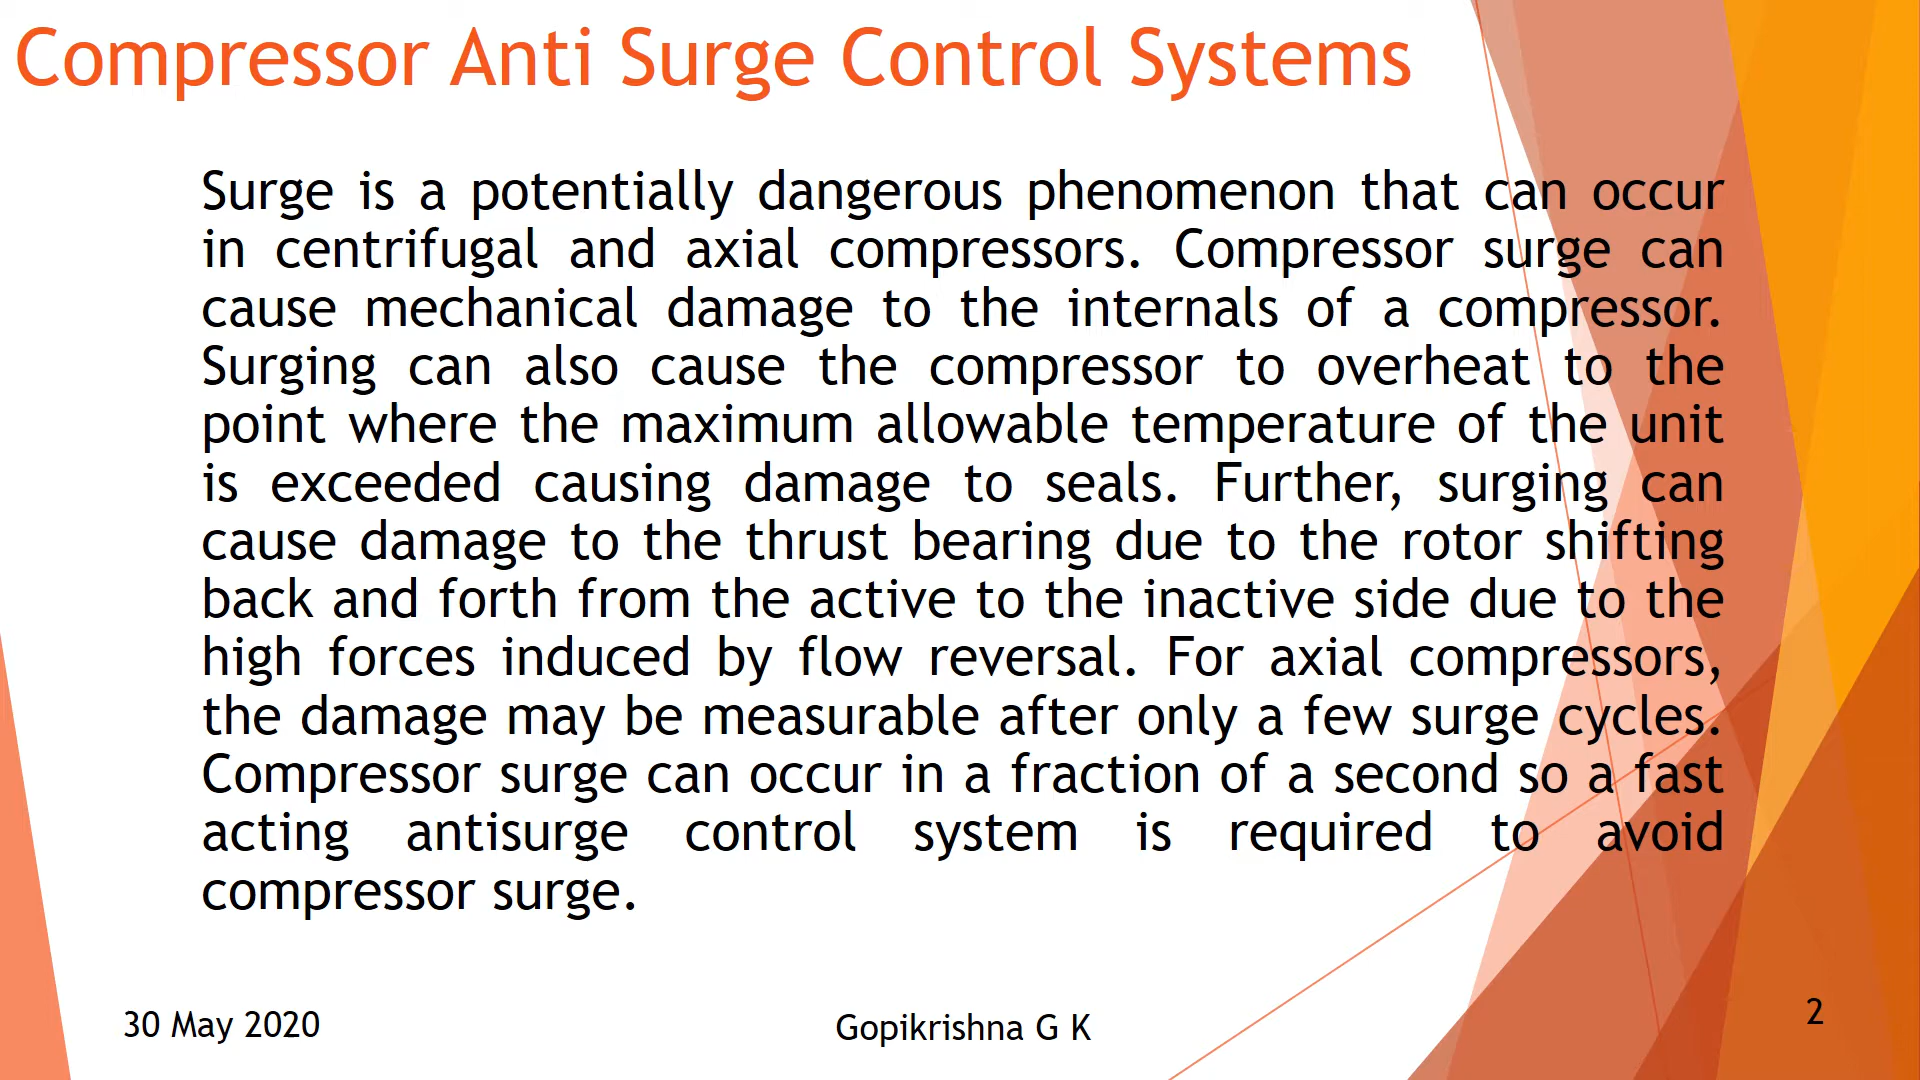 Compressor Anti Surge Control Systems
Surge is a potentially dangerous phenomenon that can occur
in centrifugal and axial compressors. Compressor surge can
cause mechanical damage to the internals of a compressor.
Surging can also cause the compressor to overheat to the
point where the maximum allowable temperature of the unit
is exceeded causing damage to seals. Further, surging can
cause damage to the thrust bearing due to the rotor shifting
back and forth from the active to the inactive side due to the
high forces induced by flow reversal. For axial compressors,
the damage may be measurable after only a few surge cycles.
Compressor surge can occur in a fraction of a second so a fast
acting antisurge control system is required to avoid
compressor surge.
30 May 2020
Gopikrishna G K
2